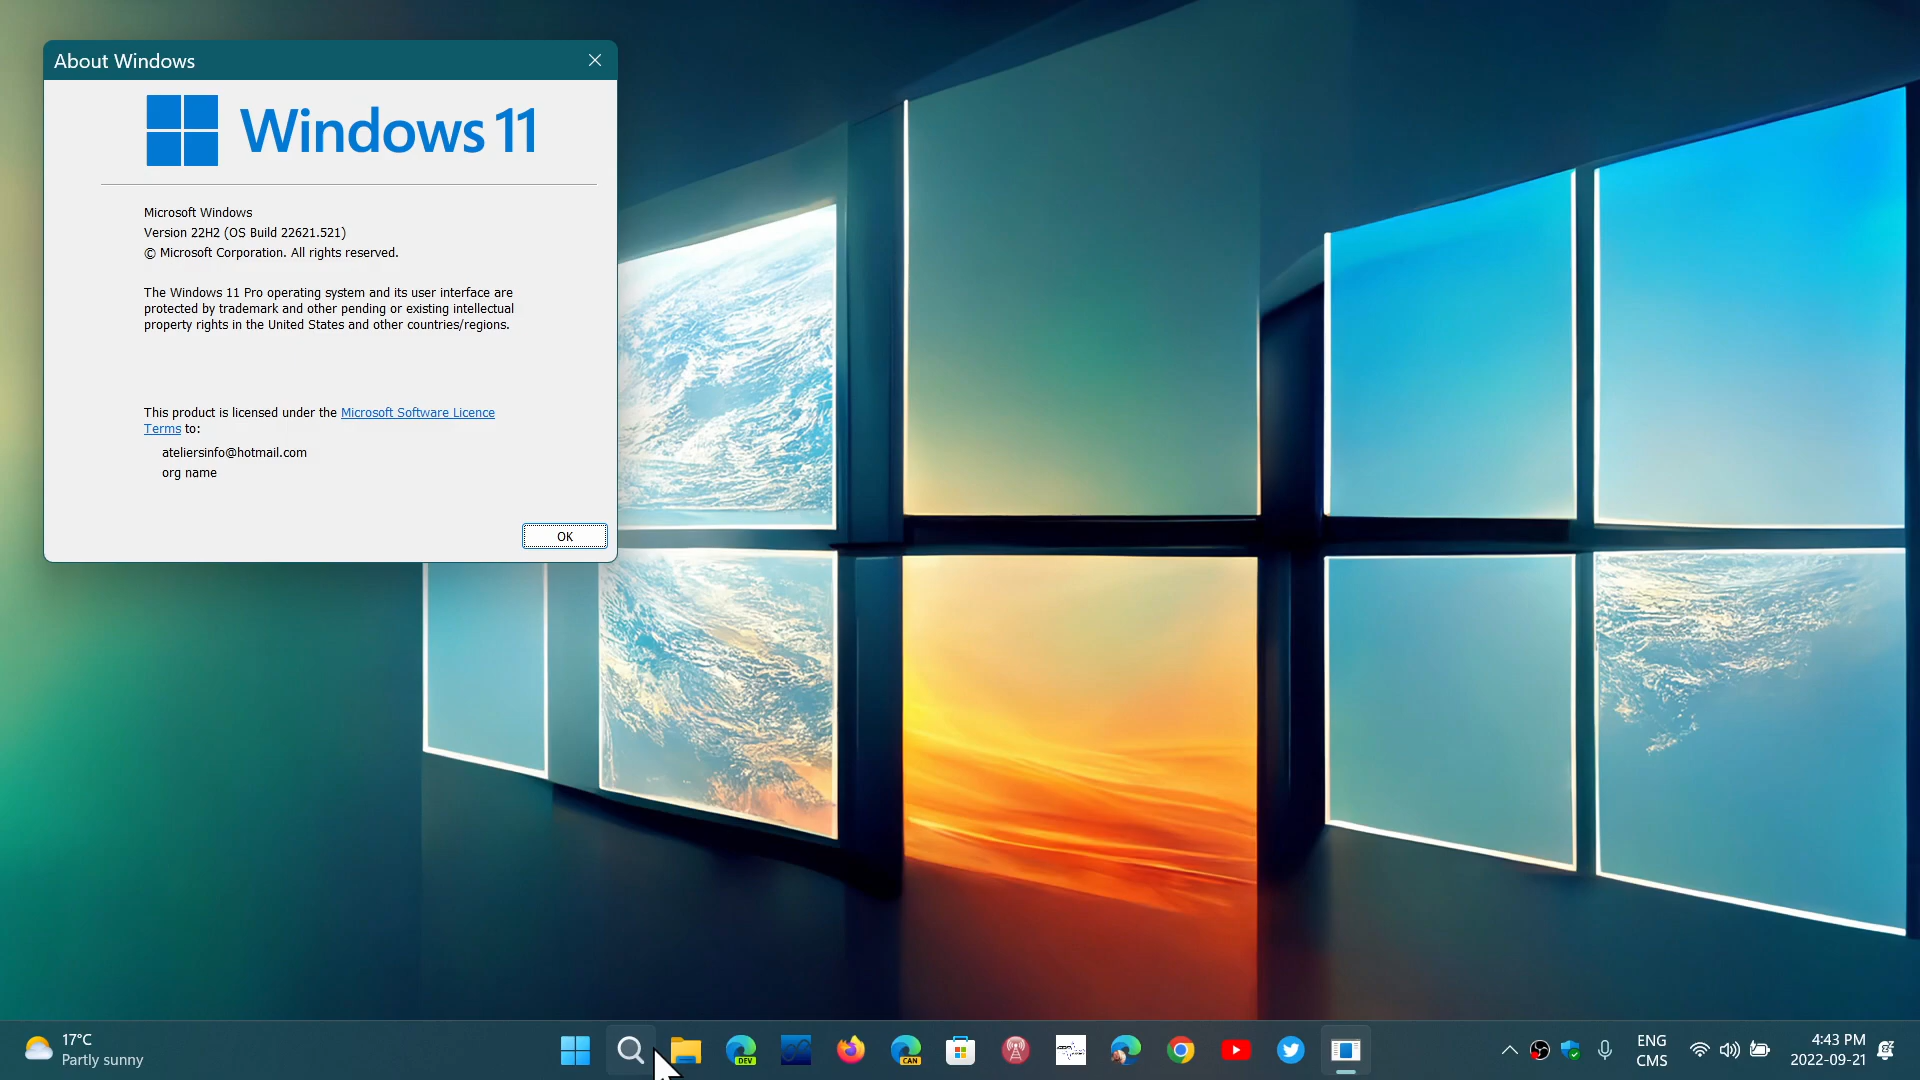 About Windows
Windows 11
Microsoft Windows
Version 22H2 (OS Build 22621.521)
© Microsoft Corporation. All rights reserved.
The Windows 11 Pro operating system and its user interface are
protected by trademark and other pending or existing intellectual
property rights in the United States and other countries/regions.
This product is licensed under the Microsoft Software Licence
Terms to:
ateliersinfo@hotmail.com
org name
OK
17°C
Partly sunny
DEV
CAN
ENG
CMS
4:43 PM
2022-09-21